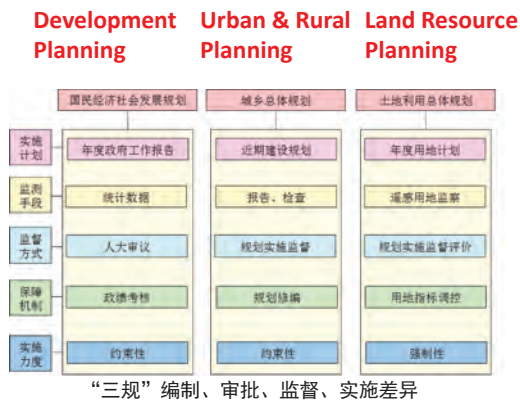 Development Planning
Urban & Rural Planning
Land Resource Planning
国民经济社会发展规划
城乡总体规划
土地利用总体规划
实施计划
年度政府工作报告
近期建设规划
年度用地计划
监测手段
统计数据
报告、检查
遥感用地监察
监督方式
人大审议
规划实施监督
规划实施监督评价
保障机制
政绩考核
规划修编
用地指标调控
实施力度
约束性
约束性
强制性
“三规”编制、审批、监督、实施差异